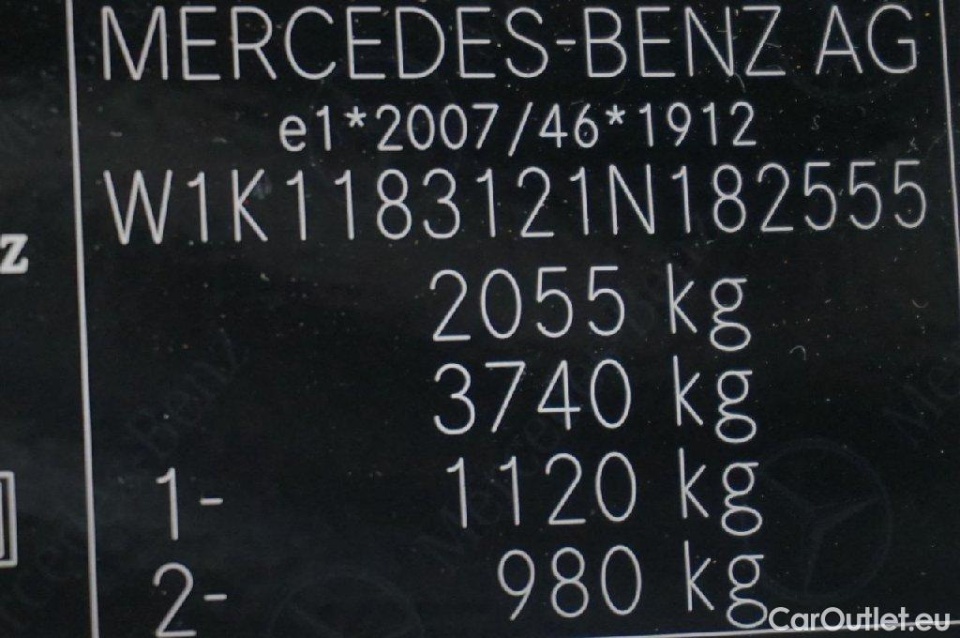 MERCEDES-BENZ AG
e1*2007/46*1912
W1K1183121N182555
z
2055 kg
3740 kg
1- 1120 kg
2- 980 kg
CarOutlet.eu